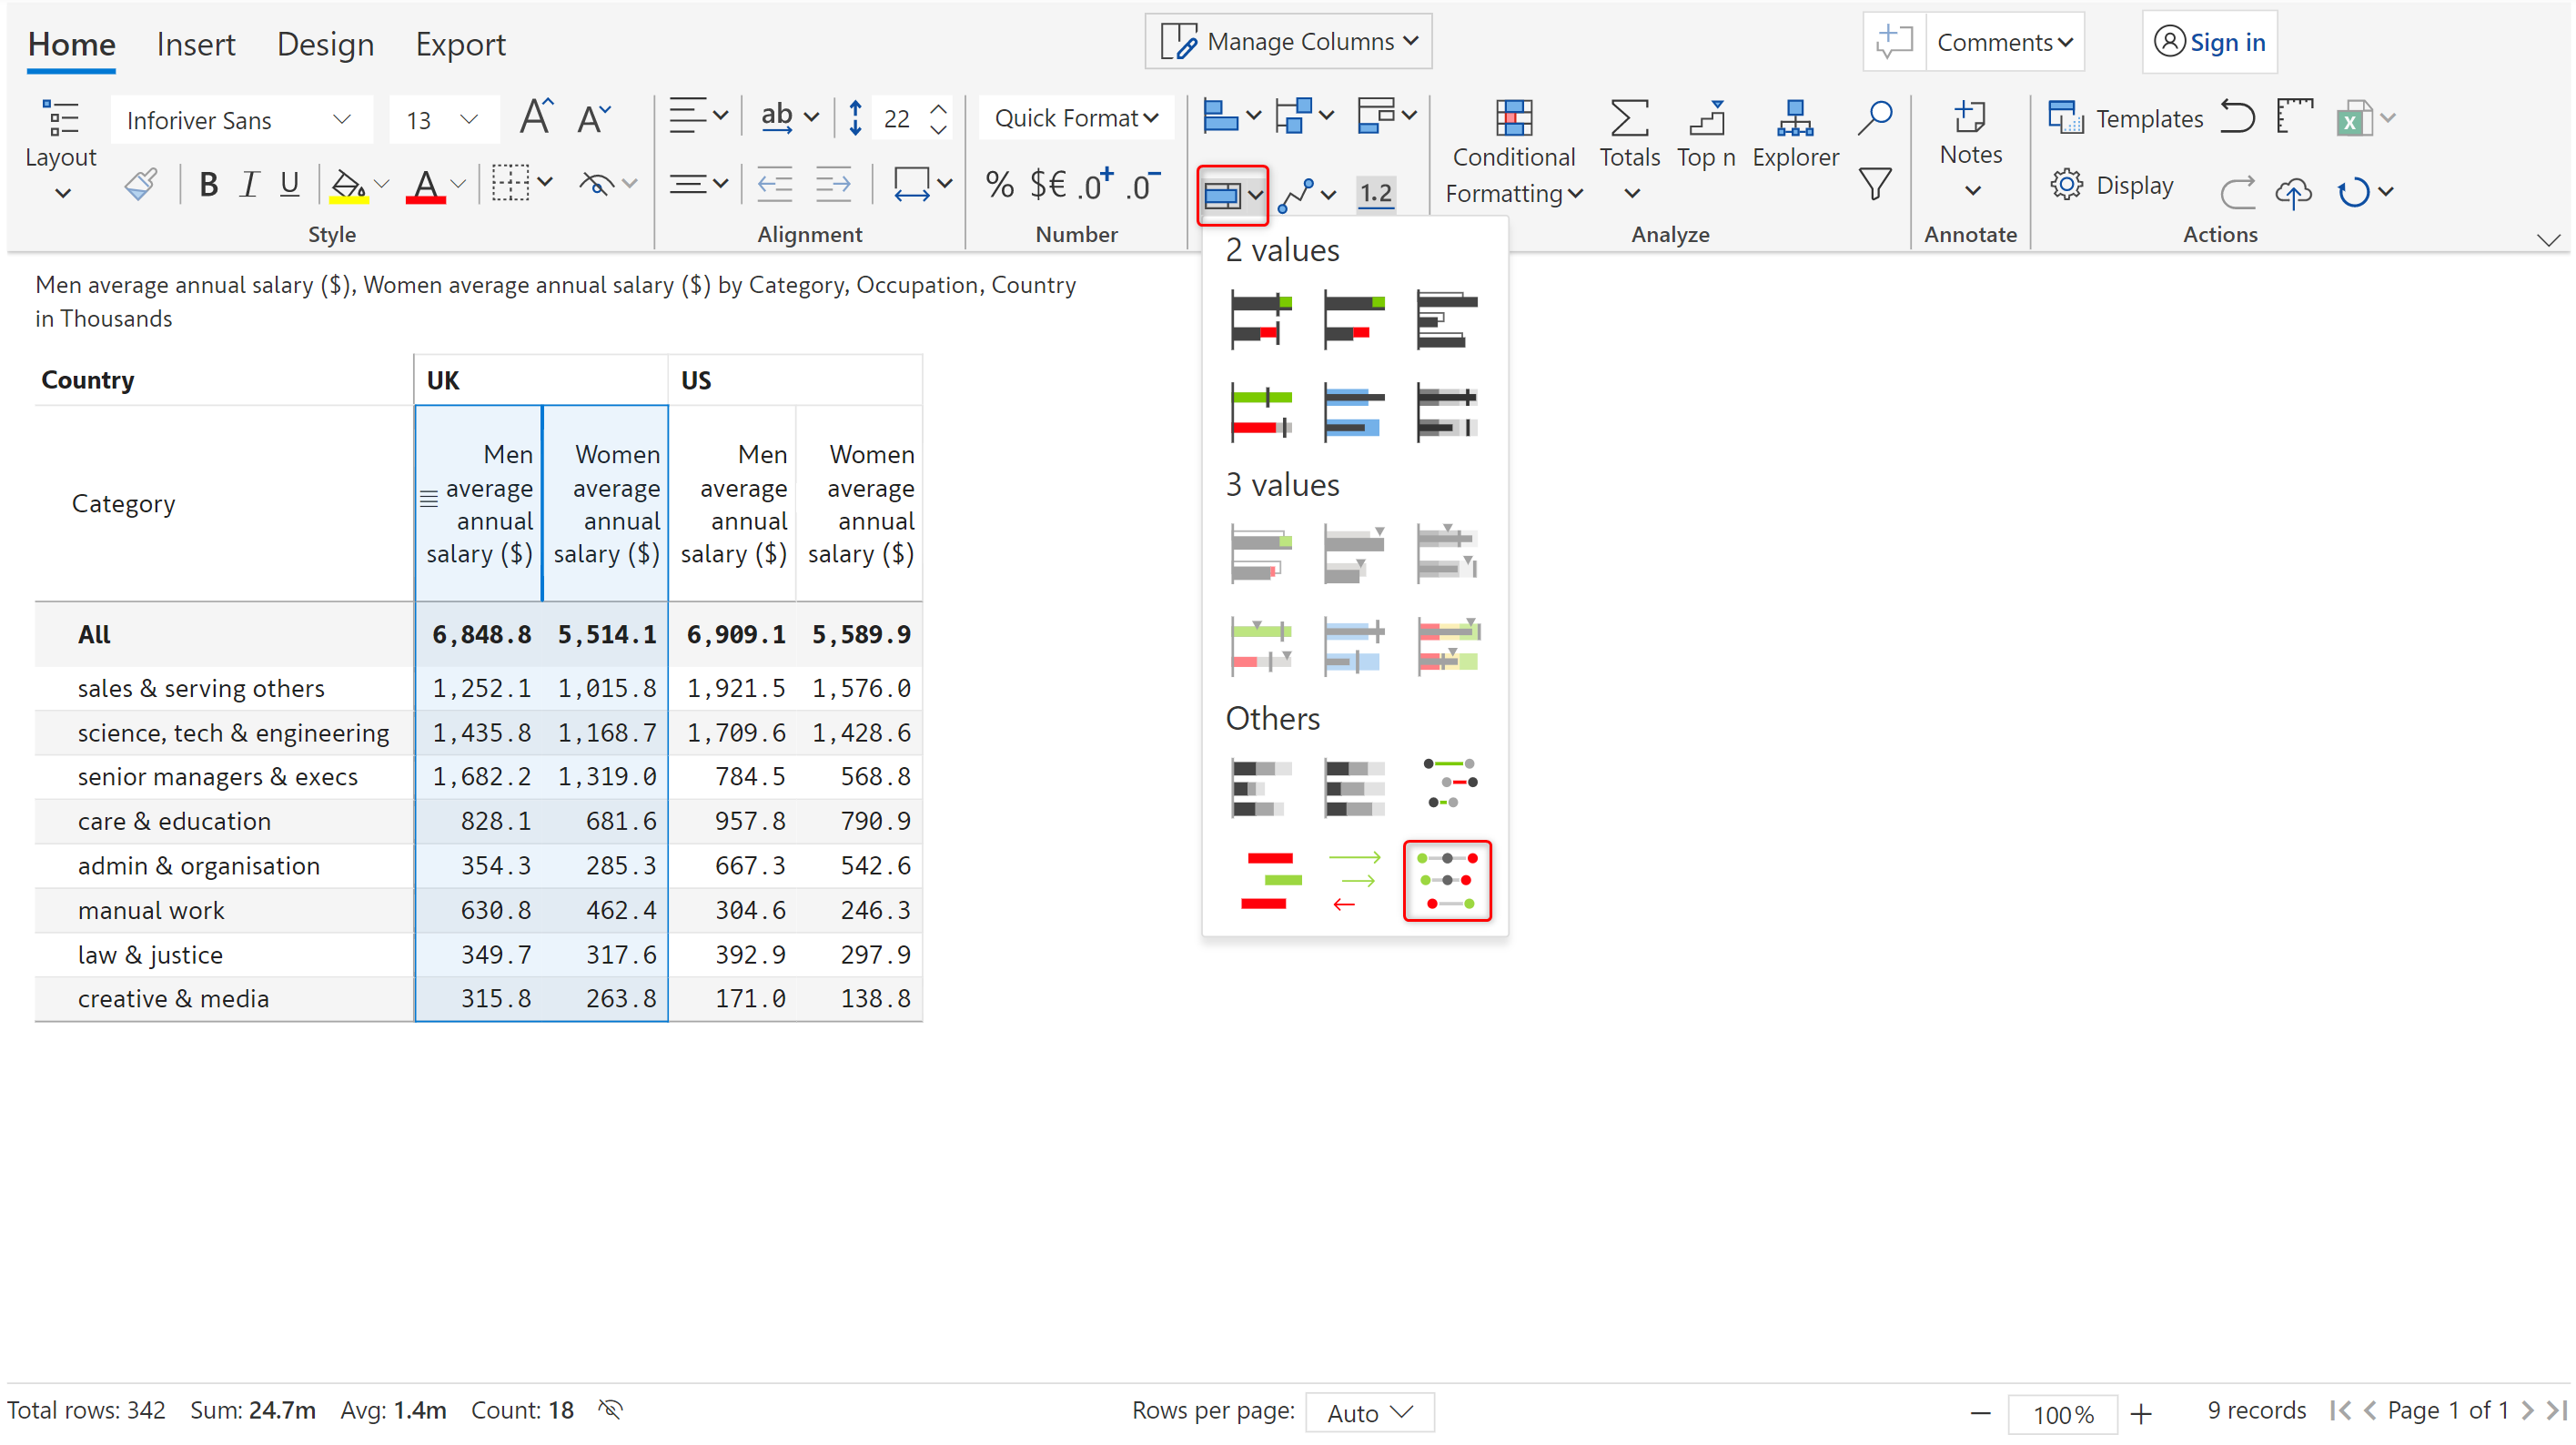 Home Insert Design Export Manage Columns Comments Sign in
Layout Inforiver Sans 13 A A ab 22 Quick Format Conditional Formatting Totals Top n Explorer Notes Templates
B I U A % $€ .0+ .0- 1.2 Display
Style Alignment Number Analyze Annotate Actions
Men average annual salary ($), Women average annual salary ($) by Category, Occupation, Country
in Thousands
Country UK US
Category Men average annual salary ($) Women average annual salary ($) Men average annual salary ($) Women average annual salary ($)
All 6,848.8 5,514.1 6,909.1 5,589.9
sales & serving others 1,252.1 1,015.8 1,921.5 1,576.0
science, tech & engineering 1,435.8 1,168.7 1,709.6 1,428.6
senior managers & execs 1,682.2 1,319.0 784.5 568.8
care & education 828.1 681.6 957.8 790.9
admin & organisation 354.3 285.3 667.3 542.6
manual work 630.8 462.4 304.6 246.3
law & justice 349.7 317.6 392.9 297.9
creative & media 315.8 263.8 171.0 138.8
2 values
3 values
Others
Total rows: 342 Sum: 24.7m Avg: 1.4m Count: 18 Rows per page: Auto 100% 9 records Page 1 of 1